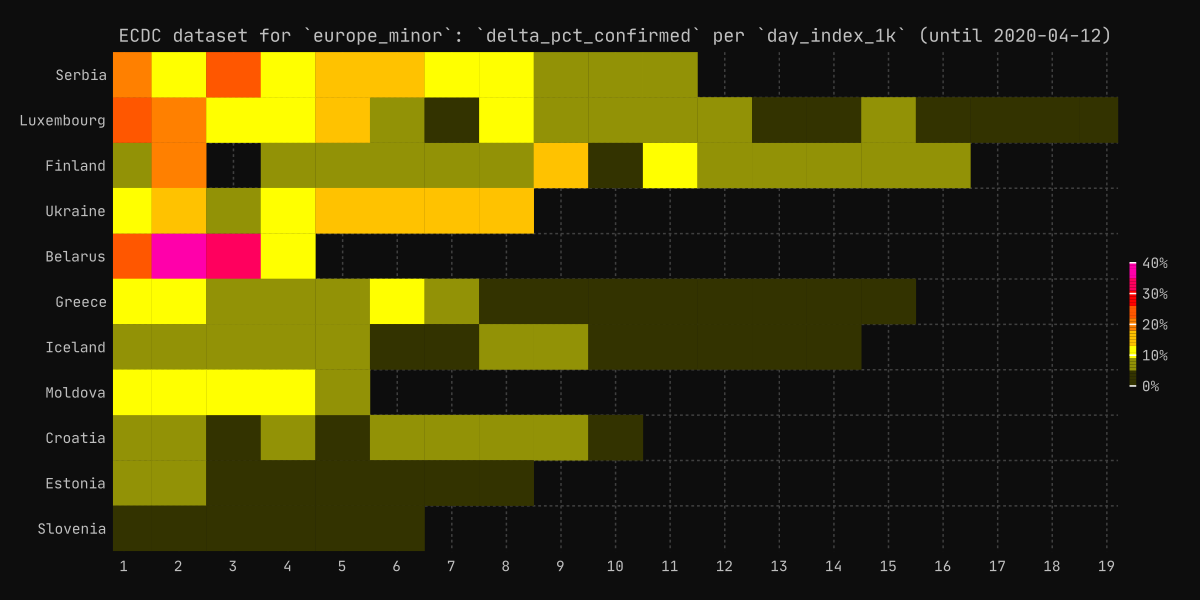 ECDC dataset for `europe_minor`: `delta_pct_confirmed` per `day_index_1k` (until 2020-04-12)
Serbia
Luxembourg
Finland
Ukraine
Belarus
Greece
Iceland
Moldova
Croatia
Estonia
Slovenia
1 2 3 4 5 6 7 8 9 10 11 12 13 14 15 16 17 18 19
40%
30%
20%
10%
0%